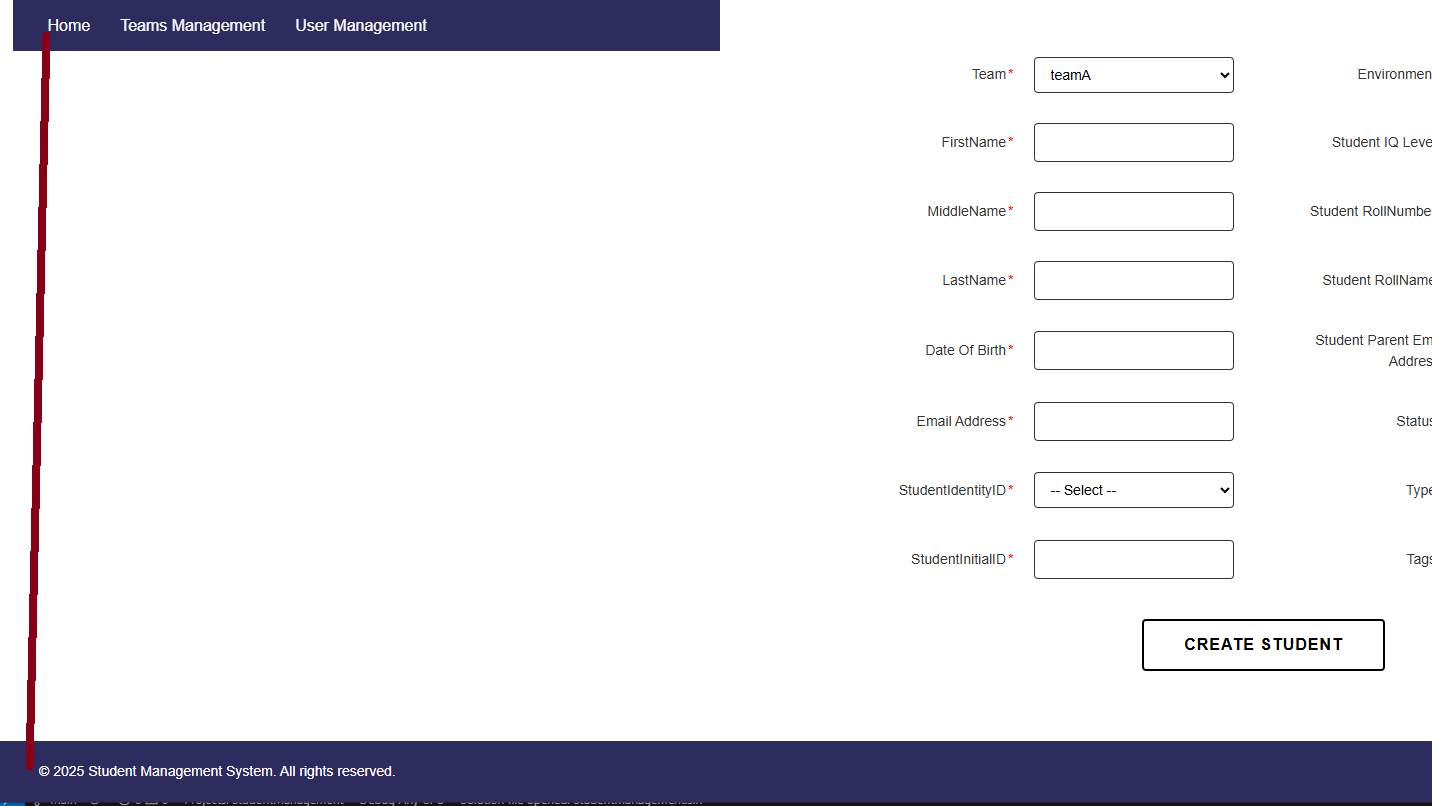 Home Teams Management User Management
Team* teamA Environmen
FirstName* Student IQ Leve
MiddleName* Student RollNumbe
LastName* Student RollName
Date Of Birth* Student Parent Em
Addres
Email Address* Status
StudentIdentityID* -- Select -- Type
StudentInitialID* Tags
CREATE STUDENT
© 2025 Student Management System. All rights reserved.